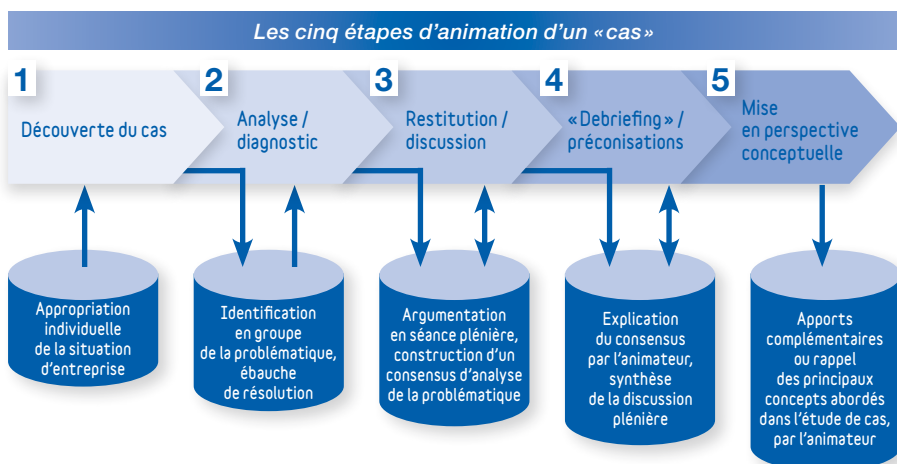 Les cinq étapes d'animation d'un «cas»
1
Découverte du cas
2
Analyse /
diagnostic
3
Restitution /
discussion
4
«Debriefing» /
préconisations
5
Mise
en perspective
conceptuelle
Appropriation
individuelle
de la situation
d'entreprise
Identification
en groupe
de la problématique,
ébauche
de résolution
Argumentation
en séance plénière,
construction d'un
consensus d'analyse
de la problématique
Explication
du consensus
par l'animateur,
synthèse
de la discussion
plénière
Apports
complémentaires
ou rappel
des principaux
concepts abordés
dans l'étude de cas,
par l'animateur